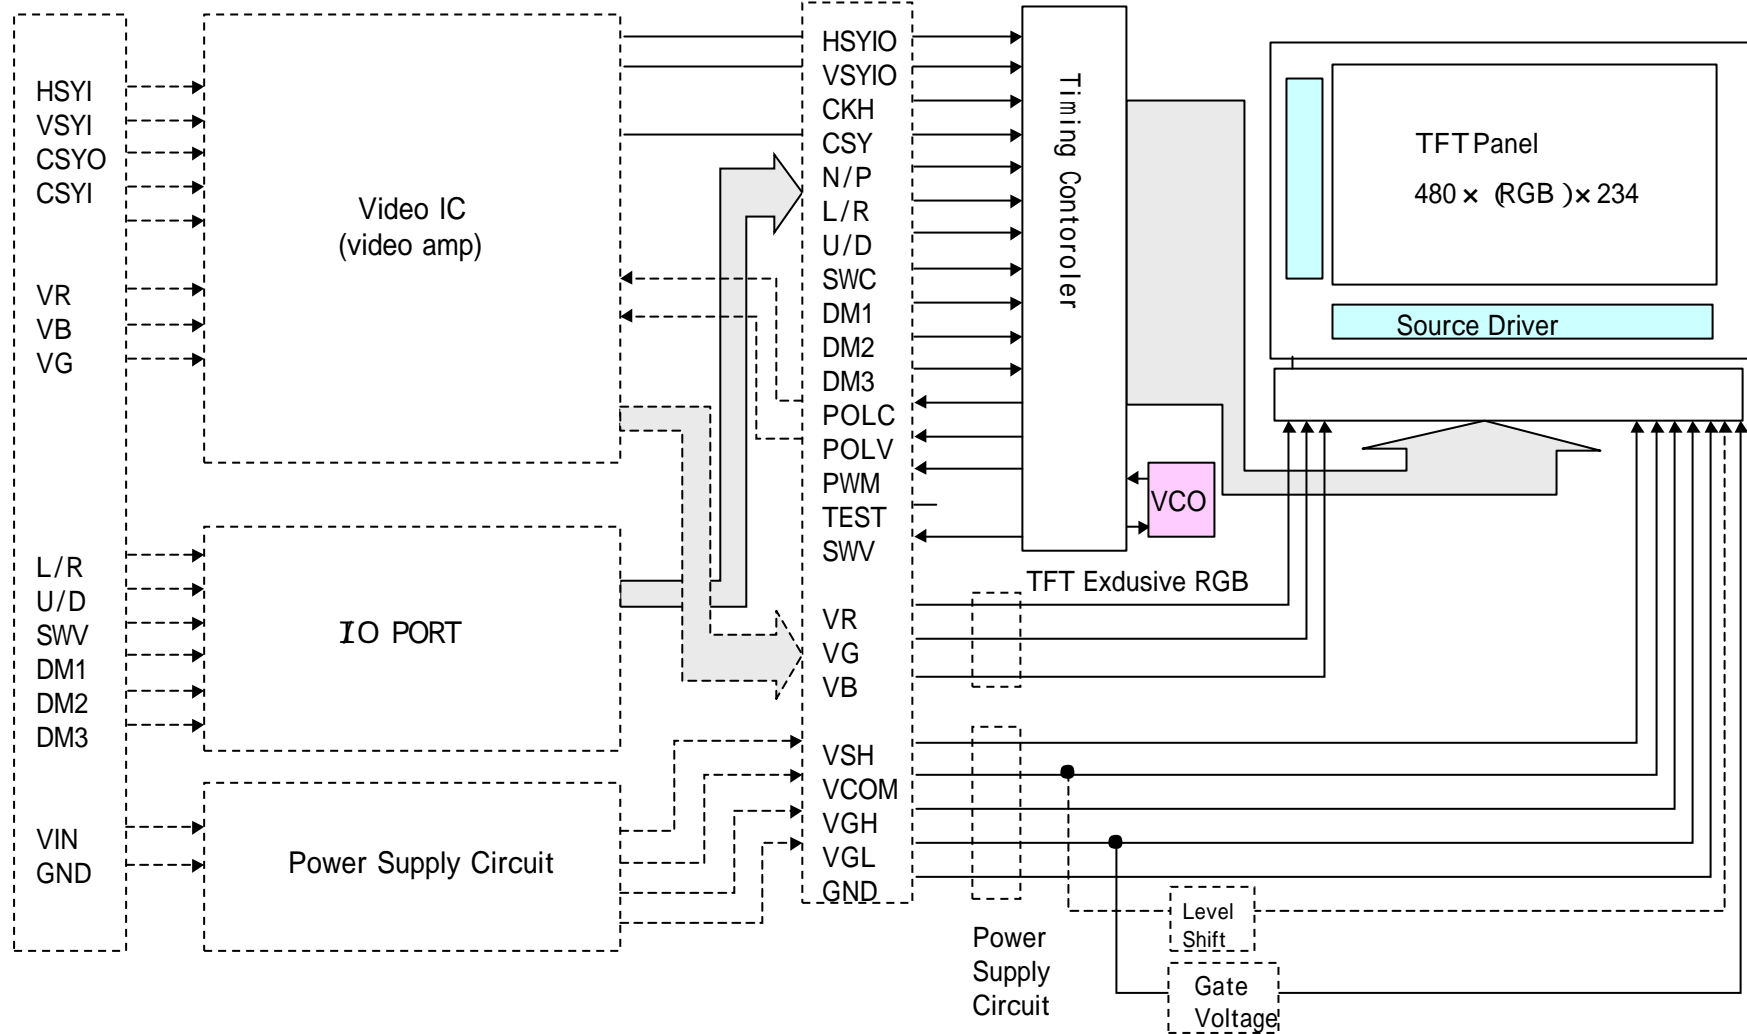 HSYI
VSYI
CSYO
CSYI
VR
VB
VG
L/R
U/D
SWV
DM1
DM2
DM3
VIN
GND
Video IC
(video amp)
IO PORT
Power Supply Circuit
HSYIO
VSYIO
CKH
CSY
N/P
L/R
U/D
SWC
DM1
DM2
DM3
POLC
POLV
PWM
TEST
SWV
VR
VG
VB
VSH
VCOM
VGH
VGL
GND
Timing Contoroler
VCO
TFT Exdusive RGB
Power
Supply
Circuit
Level
Shift
Gate
Voltage
TFT Panel
480 × (RGB) × 234
Source Driver